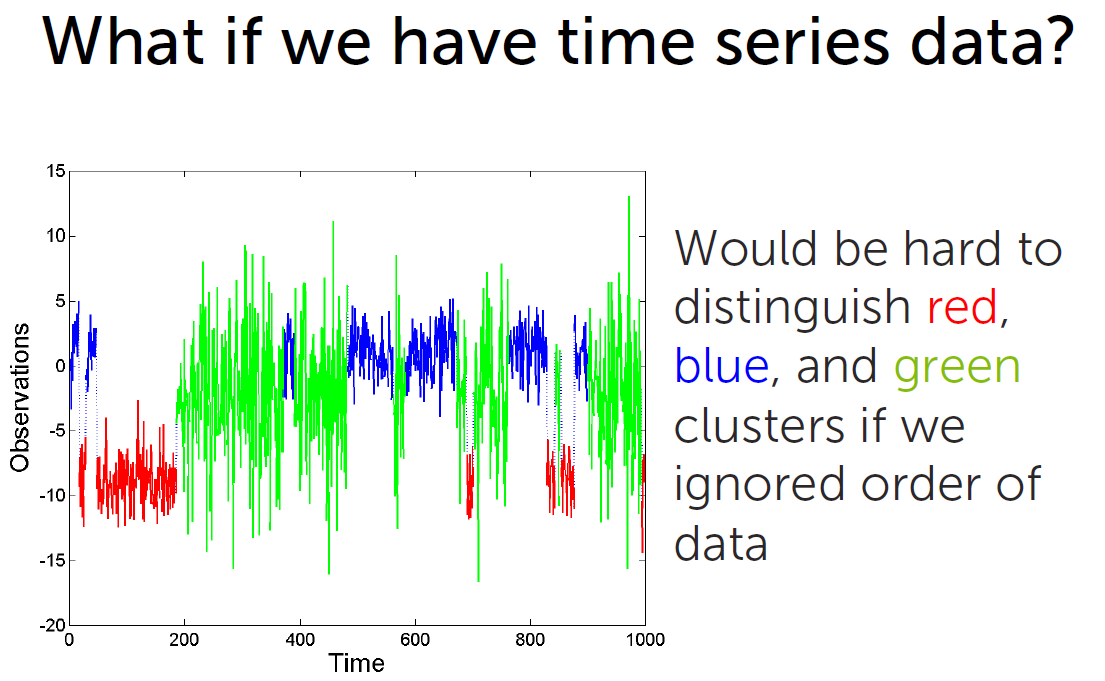 What if we have time series data?
15
10
5
0
-5
-10
-15
-20
0
200
400
600
800
1000
Observations
Time
Would be hard to
distinguish red,
blue, and green
clusters if we
ignored order of
data